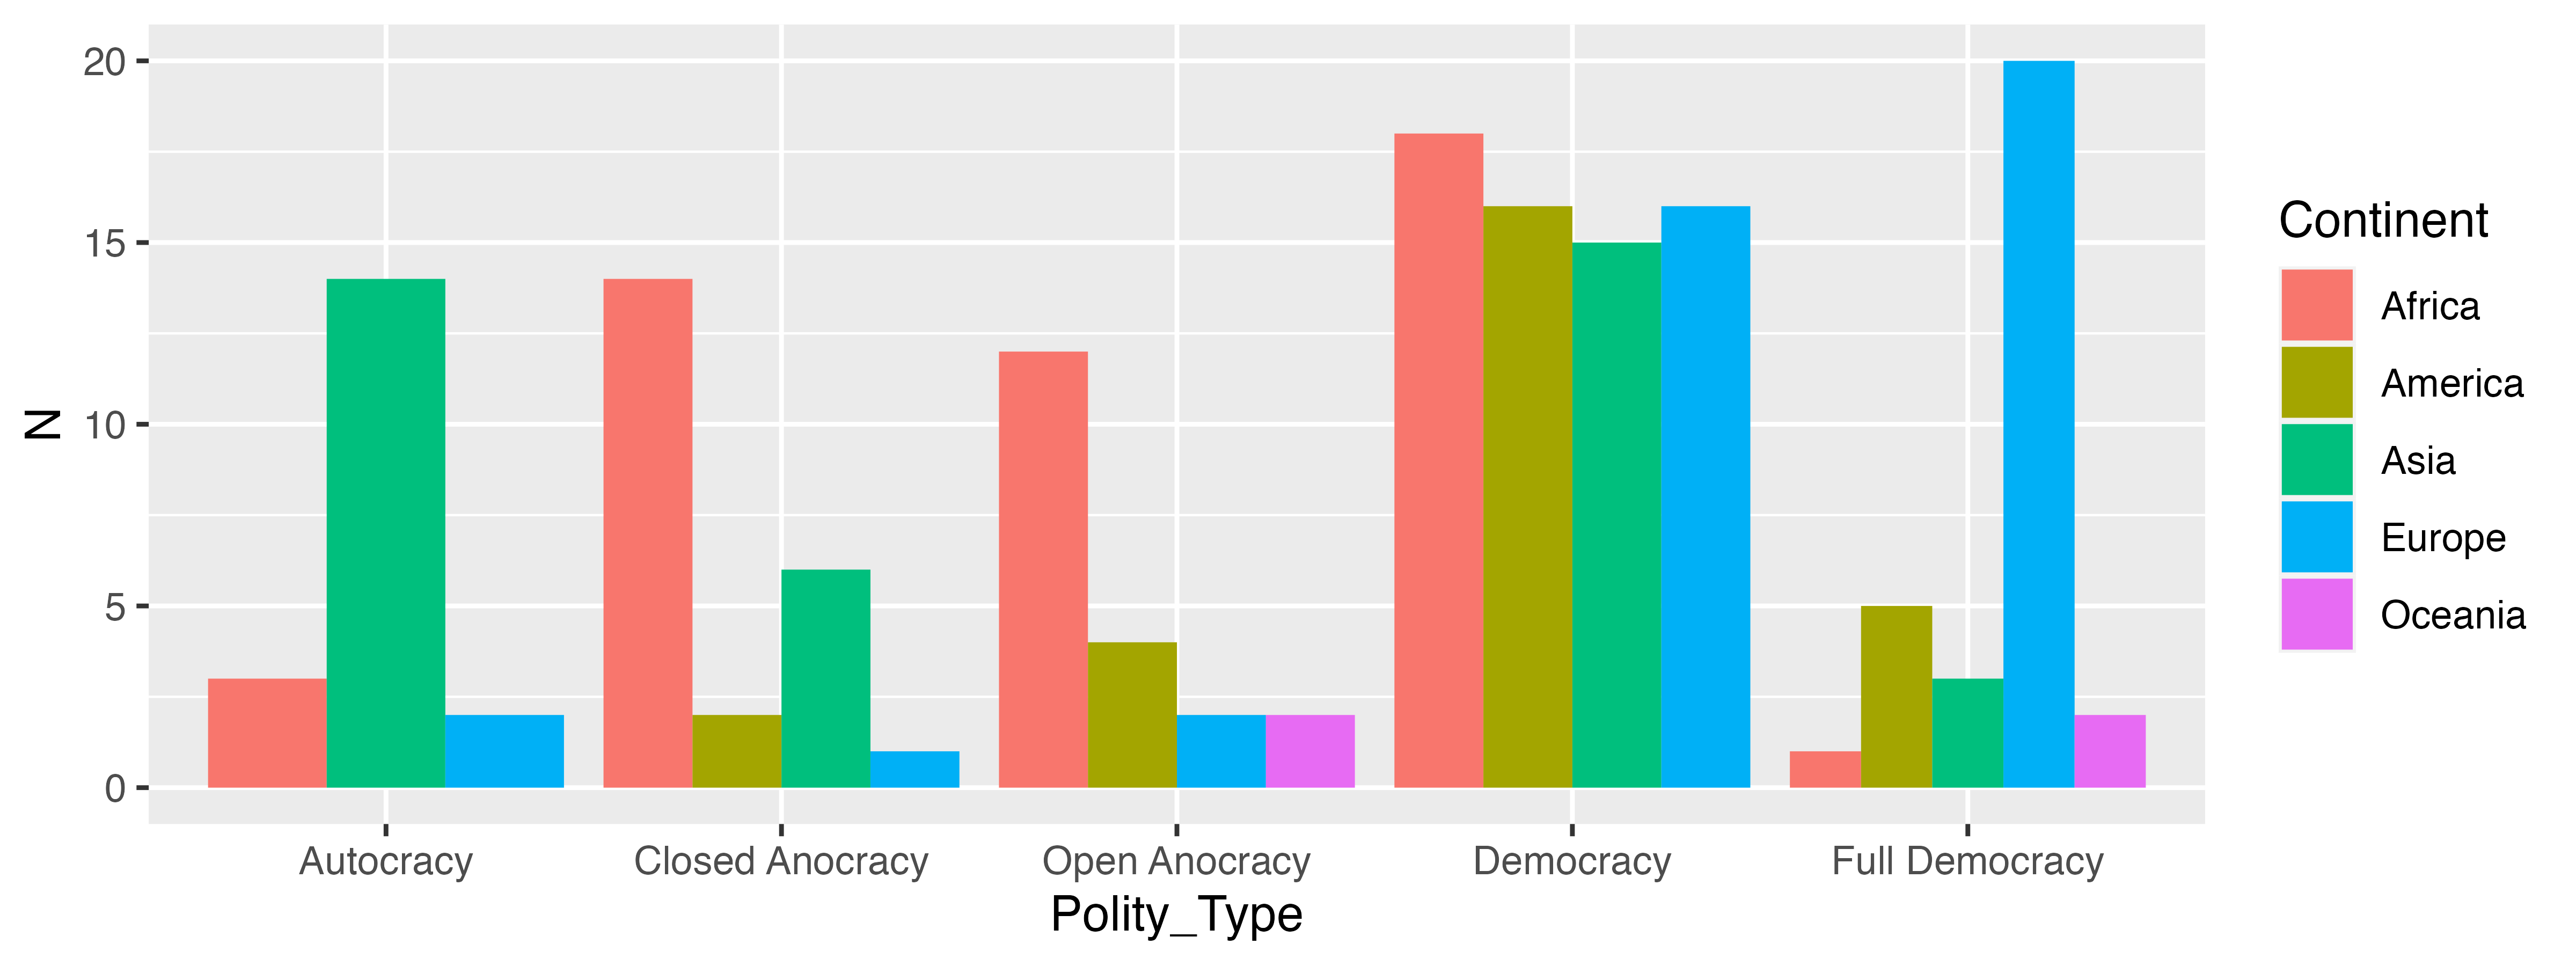 20
15
10
5
0
N
Autocracy
Closed Anocracy
Open Anocracy
Democracy
Full Democracy
Polity_Type
Continent
Africa
America
Asia
Europe
Oceania